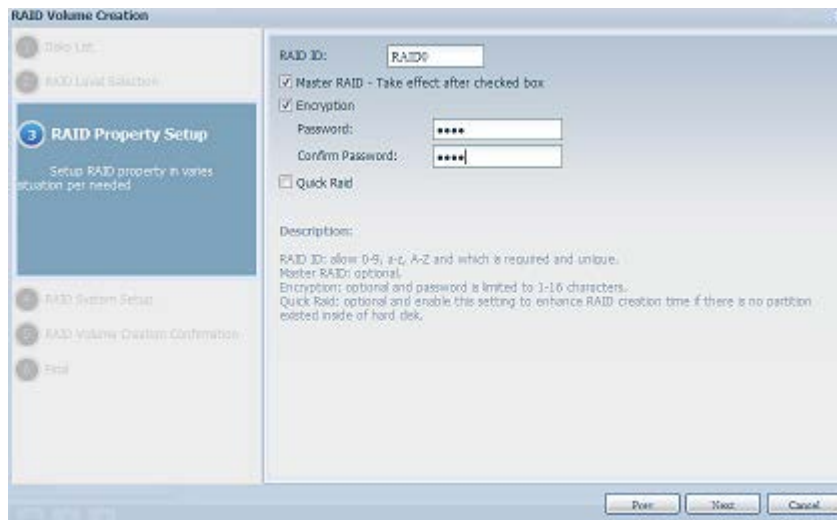 RAID Volume Creation
Disks List
RAID Level Selection
3 RAID Property Setup
Setup RAID property in varies
situation per needed
RAID System Setup
RAID Volume Creation Confirmation
Final
RAID ID: RAID0
Master RAID - Take effect after checked box
Encryption
Password: ••••
Confirm Password: ••••
Quick Raid
Description:
RAID ID: allow 0-9, a-z, A-Z and which is required and unique.
Master RAID: optional.
Encryption: optional and password is limited to 1-16 characters.
Quick Raid: optional and enable this setting to enhance RAID creation time if there is no partition
existed inside of hard disk.
Prev Next Cancel